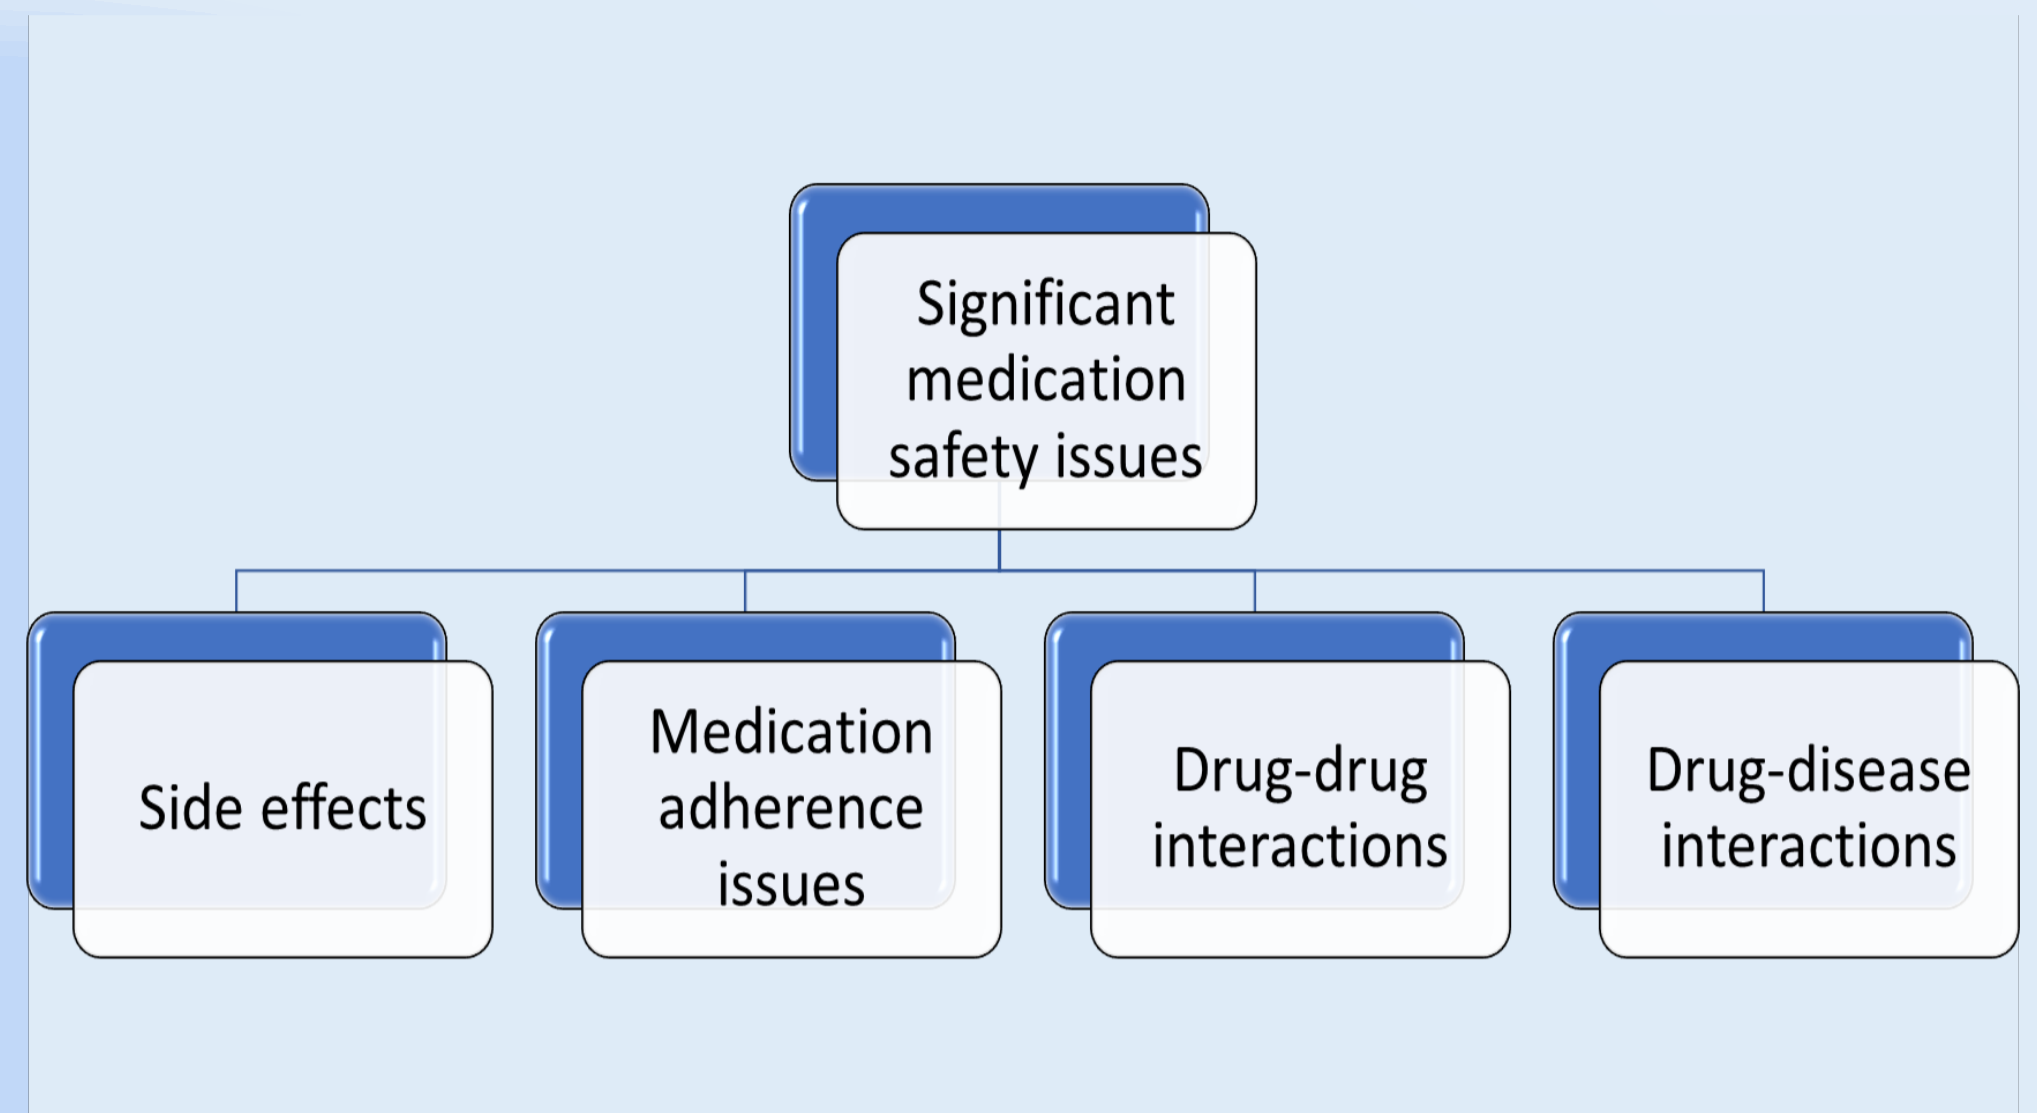 Significant
medication
safety issues
Side effects
Medication
adherence
issues
Drug-drug
interactions
Drug-disease
interactions